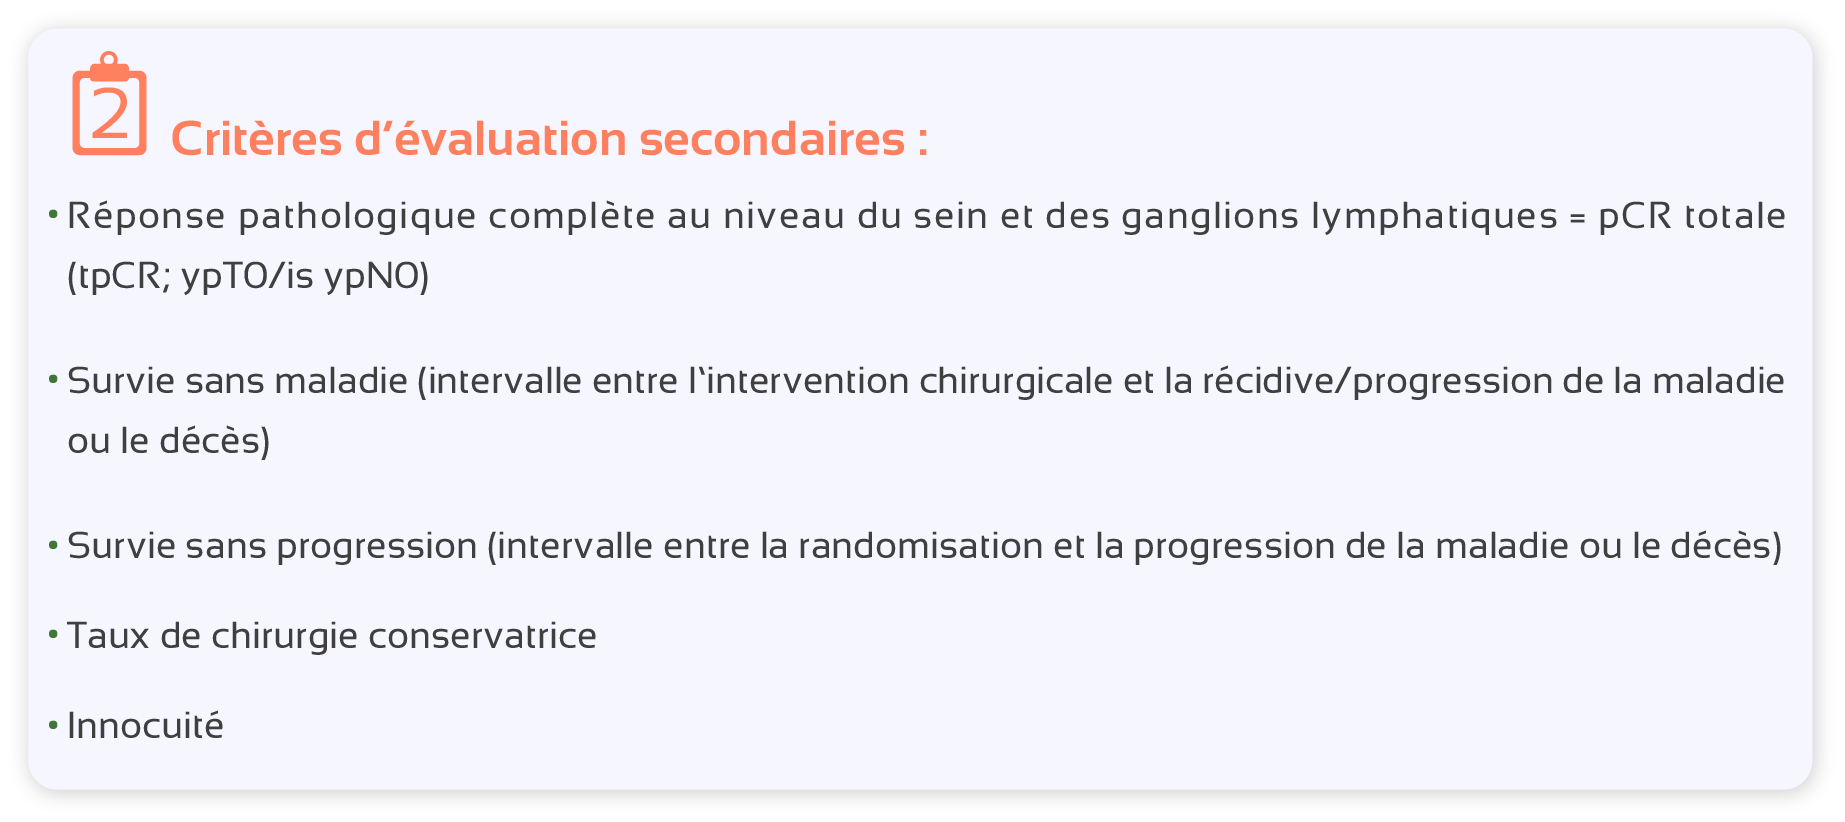 2
Critères d’évaluation secondaires :
• Réponse pathologique complète au niveau du sein et des ganglions lymphatiques = pCR totale
(tpCR; ypT0/is ypN0)
• Survie sans maladie (intervalle entre l‘intervention chirurgicale et la récidive/progression de la maladie
ou le décès)
• Survie sans progression (intervalle entre la randomisation et la progression de la maladie ou le décès)
• Taux de chirurgie conservatrice
• Innocuité